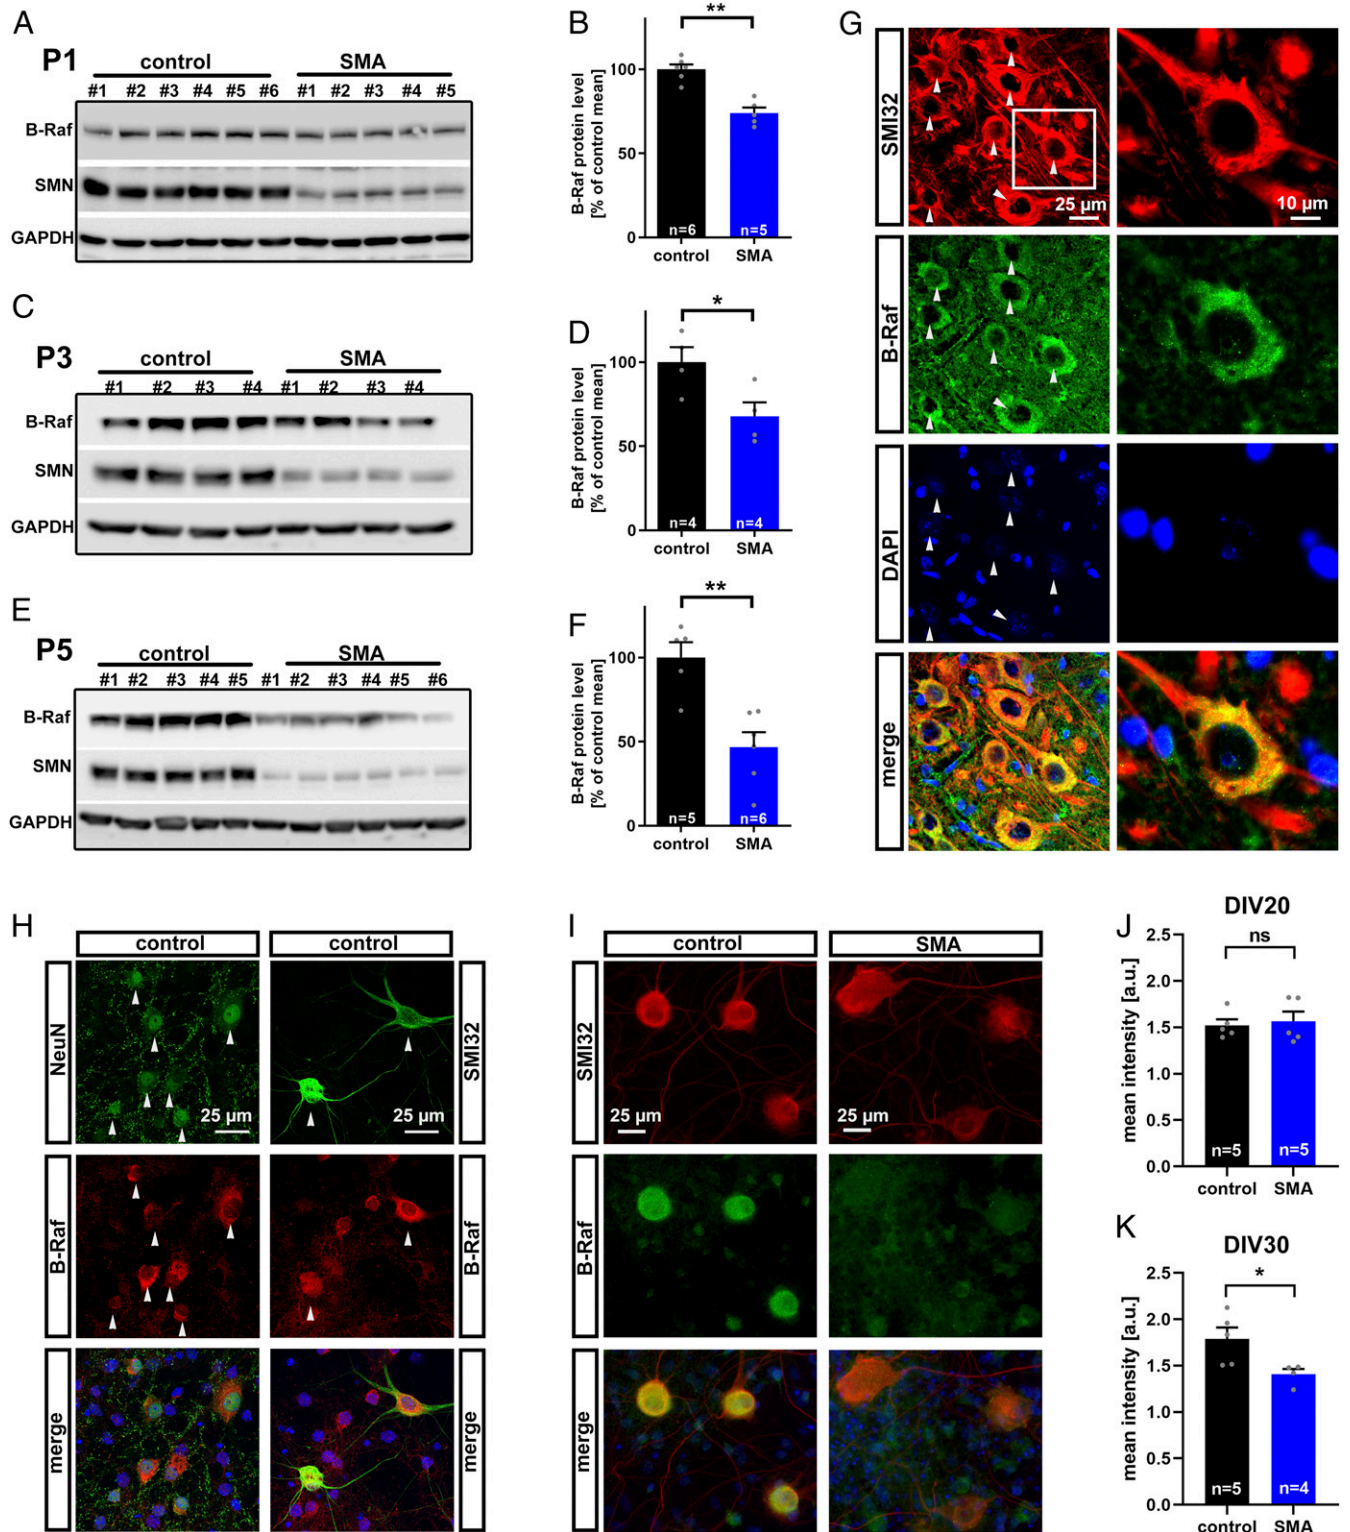 A
P1
control SMA
#1 #2 #3 #4 #5 #6 #1 #2 #3 #4 #5
B-Raf
SMN
GAPDH
B
**
B-Raf protein level
[% of control mean]
100
50
0
n=6 n=5
control SMA
C
P3
control SMA
#1 #2 #3 #4 #1 #2 #3 #4
B-Raf
SMN
GAPDH
D
*
B-Raf protein level
[% of control mean]
100
50
0
n=4 n=4
control SMA
E
P5
control SMA
#1 #2 #3 #4 #5 #1 #2 #3 #4 #5 #6
B-Raf
SMN
GAPDH
F
**
B-Raf protein level
[% of control mean]
100
50
0
n=5 n=6
control SMA
G
SMI32
25 µm 10 µm
B-Raf
DAPI
merge
H
control control
NeuN SMI32
25 µm 25 µm
B-Raf B-Raf
merge merge
I
control SMA
SMI32
25 µm 25 µm
B-Raf
merge
J
DIV20
ns
mean intensity [a.u.]
2.5
2.0
1.5
1.0
0.5
0.0
n=5 n=5
control SMA
K
DIV30
*
mean intensity [a.u.]
2.5
2.0
1.5
1.0
0.5
0.0
n=5 n=4
control SMA